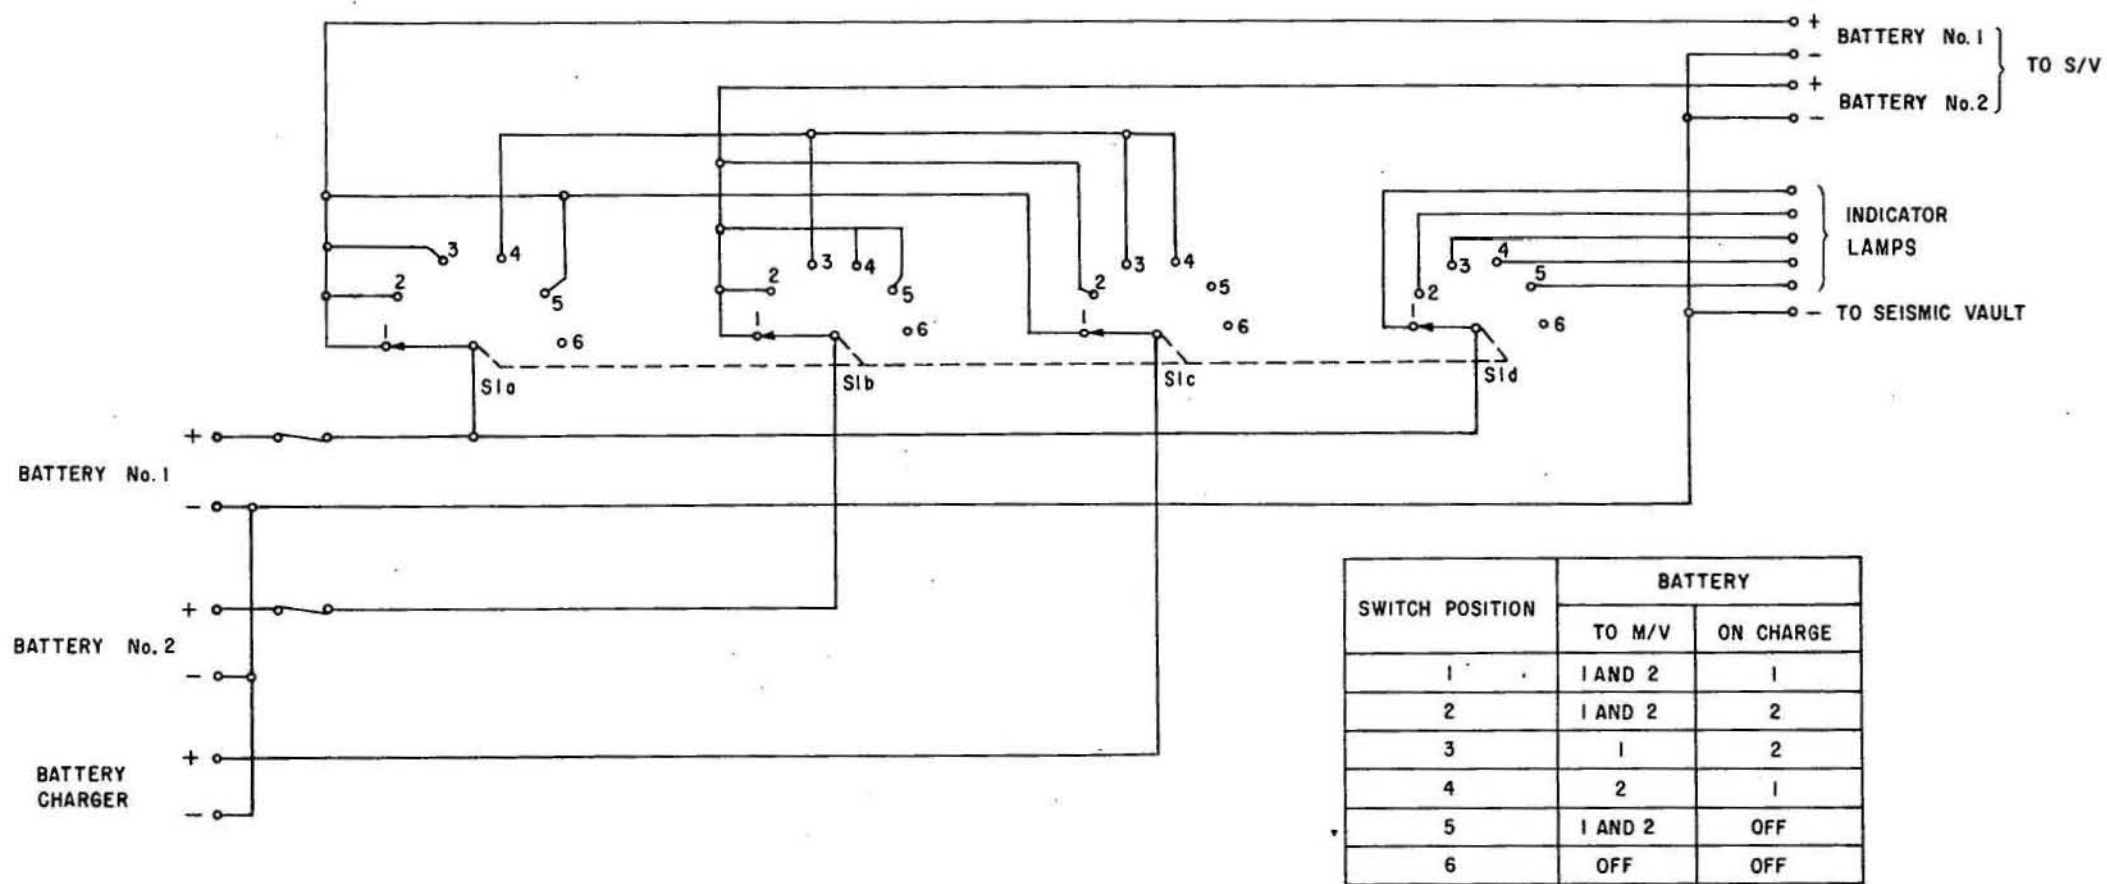 +
BATTERY No. 1
-
+
BATTERY No. 2
-
TO S/V
INDICATOR
LAMPS
- TO SEISMIC VAULT
1 2 3 4 5 6
S1a
1 2 3 4 5 6
S1b
1 2 3 4 5 6
S1c
1 2 3 4 5 6
S1d
+
BATTERY No. 1
-
+
BATTERY No. 2
-
+
BATTERY
CHARGER
-
SWITCH POSITION BATTERY
TO M/V ON CHARGE
1 1 AND 2 1
2 1 AND 2 2
3 1 2
4 2 1
5 1 AND 2 OFF
6 OFF OFF